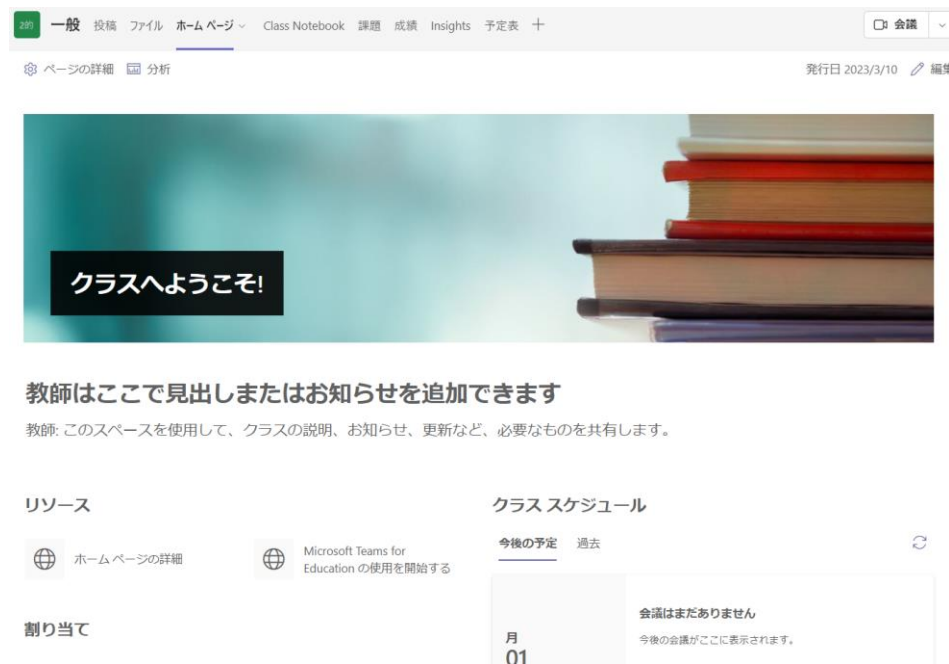 一般 投稿 ファイル ホーム ページ Class Notebook 課題 成績 Insights 予定表 会議
ページの詳細 分析 発行日 2023/3/10 編集
クラスへようこそ!
教師はここで見出しまたはお知らせを追加できます
教師: このスペースを使用して、クラスの説明、お知らせ、更新など、必要なものを共有します。
リソース
ホーム ページの詳細
Microsoft Teams for
Education の使用を開始する
割り当て
クラス スケジュール
今後の予定 過去
月
01
会議はまだありません
今後の会議がここに表示されます。